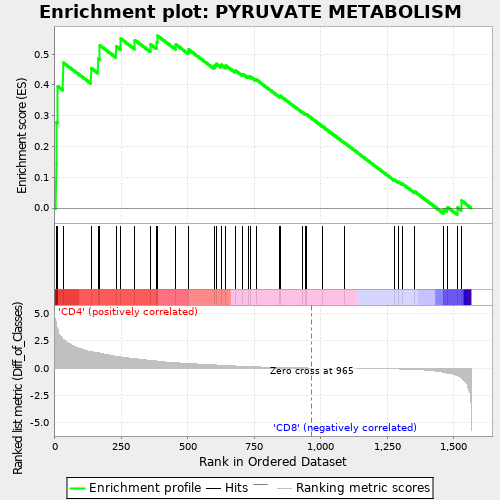 Enrichment plot: PYRUVATE METABOLISM
Enrichment score (ES)
0.5
0.4
0.3
0.2
0.1
0.0
'CD4' (positively correlated)
Ranked list metric (Diff_of_Classes)
5.0
2.5
0.0
-2.5
-5.0
Zero cross at 965
'CD8' (negatively correlated)
0 250 500 750 1,000 1,250 1,500
Rank in Ordered Dataset
Enrichment profile Hits Ranking metric scores